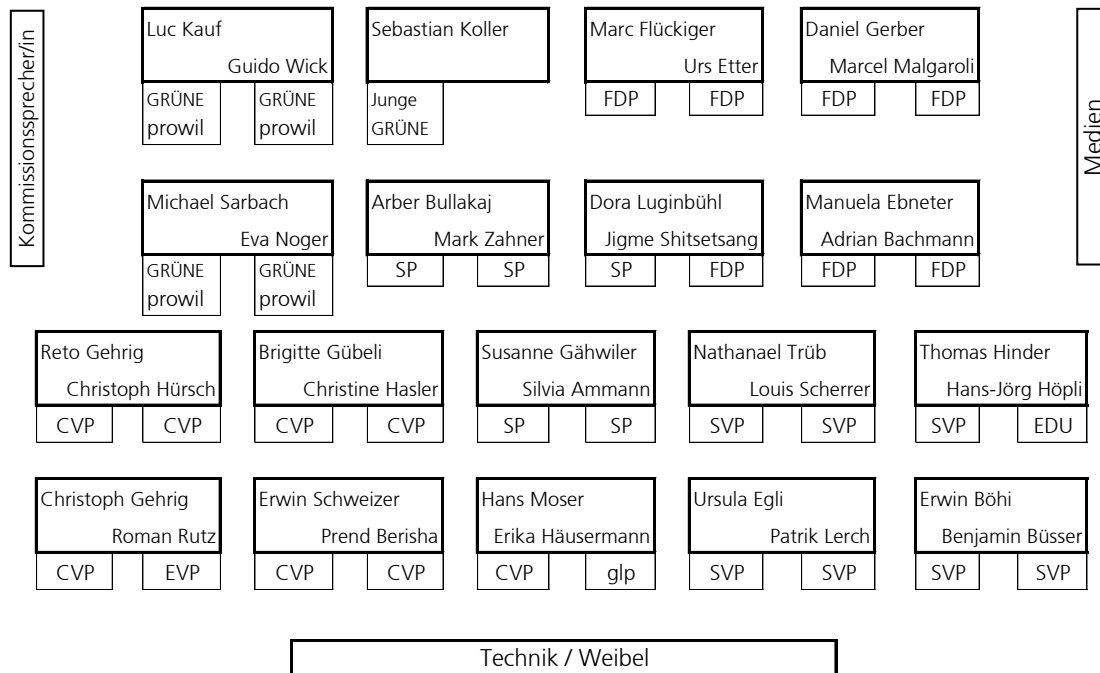 Kommissionssprecher/in
Medien
Luc Kauf
Guido Wick
GRÜNE prowil
GRÜNE prowil
Sebastian Koller
Junge GRÜNE
Marc Flückiger
Urs Etter
FDP FDP
Daniel Gerber
Marcel Malgaroli
FDP FDP
Michael Sarbach
Eva Noger
GRÜNE prowil
GRÜNE prowil
Arber Bullakaj
Mark Zahner
SP SP
Dora Luginbühl
Jigme Shitsetsang
SP FDP
Manuela Ebneter
Adrian Bachmann
FDP FDP
Reto Gehrig
Christoph Hürsch
CVP CVP
Brigitte Gübeli
Christine Hasler
CVP CVP
Susanne Gähwiler
Silvia Ammann
SP SP
Nathanael Trüb
Louis Scherrer
SVP SVP
Thomas Hinder
Hans-Jörg Höpli
SVP EDU
Christoph Gehrig
Roman Rutz
CVP EVP
Erwin Schweizer
Prend Berisha
CVP CVP
Hans Moser
Erika Häusermann
CVP glp
Ursula Egli
Patrik Lerch
SVP SVP
Erwin Böhi
Benjamin Büsser
SVP SVP
Technik / Weibel